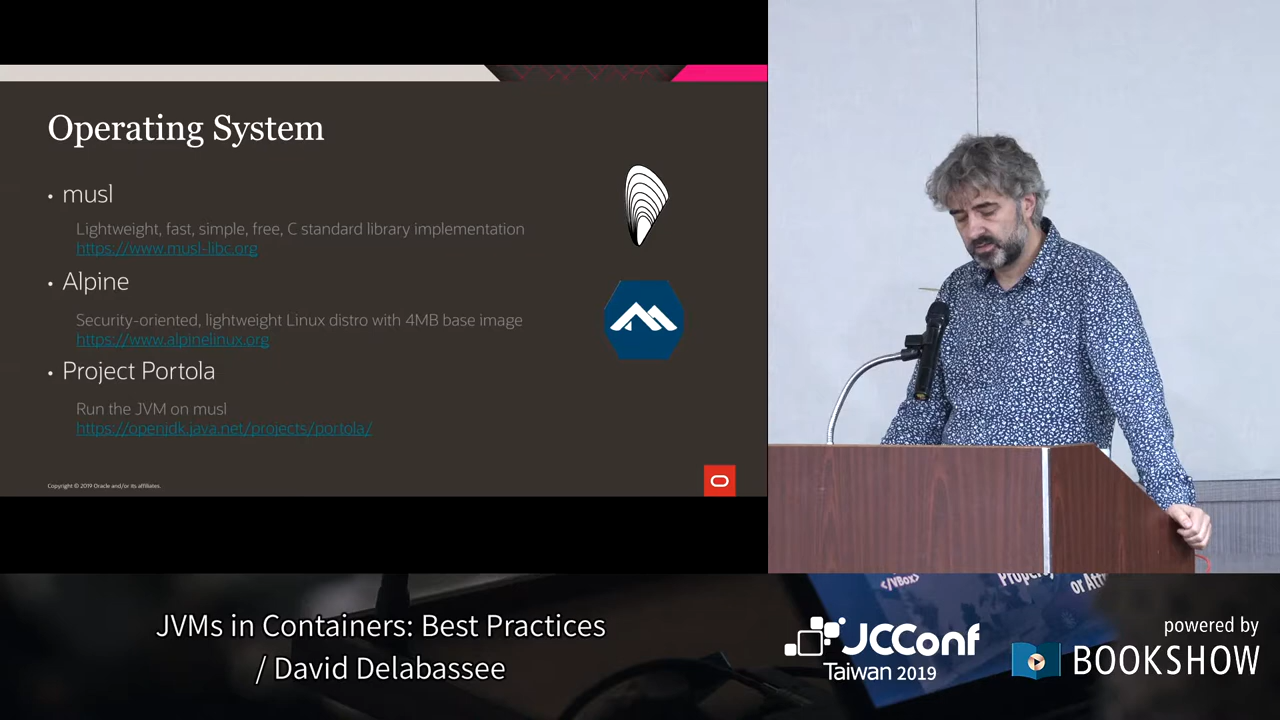 Operating System
• musl
Lightweight, fast, simple, free, C standard library implementation
https://www.musl-libc.org
• Alpine
Security-oriented, lightweight Linux distro with 4MB base image
https://www.alpinelinux.org
• Project Portola
Run the JVM on musl
https://openjdk.java.net/projects/portola/
Copyright © 2019 Oracle and/or its affiliates.
</VBox>
or
JVMs in Containers: Best Practices
/ David Delabassee
JCConf
Taiwan 2019
powered by
BOOKSHOW